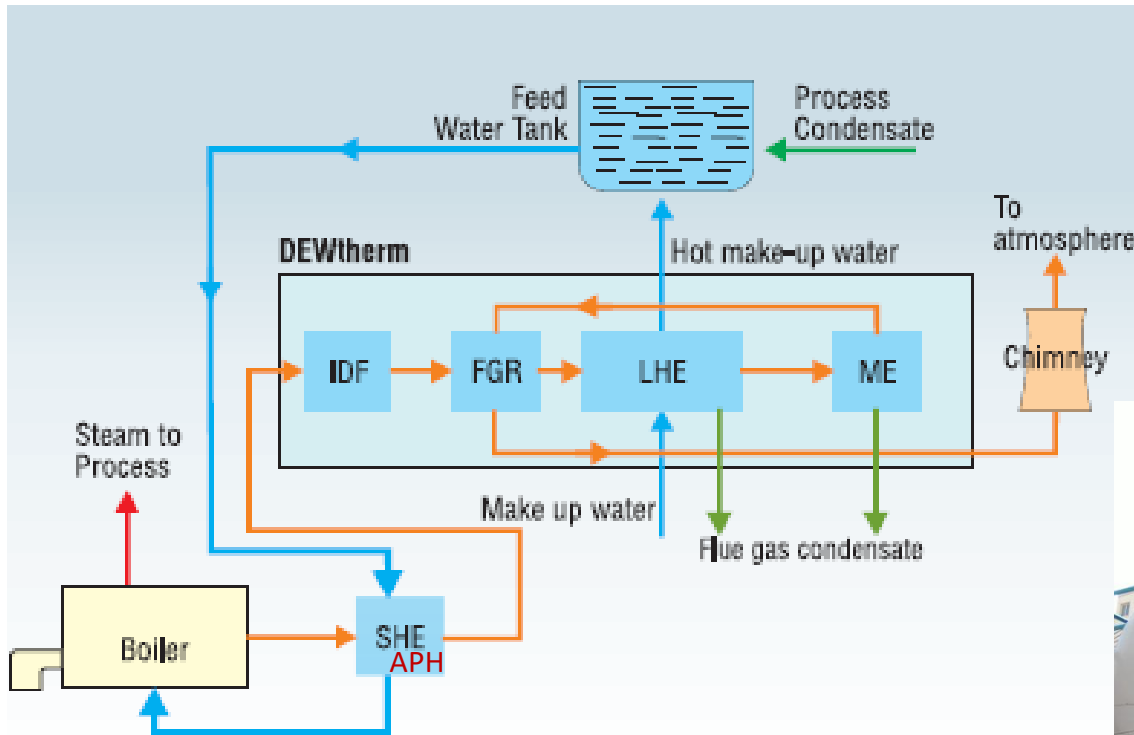 Feed
Water Tank
Process
Condensate
To
atmosphere
DEWtherm
Hot make-up water
IDF
FGR
LHE
ME
Chimney
Steam to
Process
Make up water
Flue gas condensate
Boiler
SHE
APH